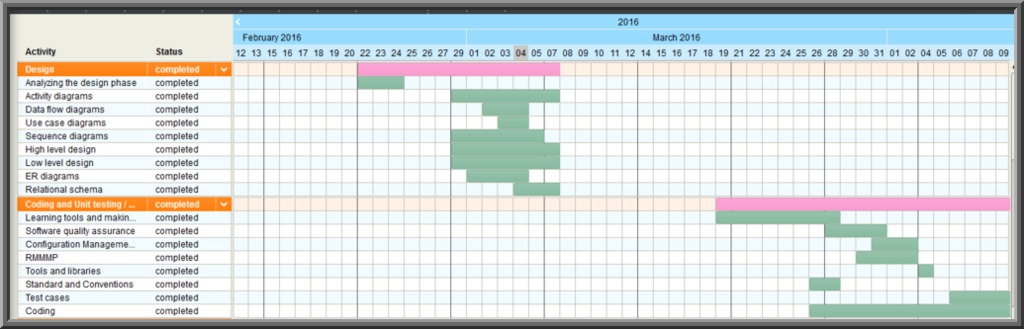 2016
February 2016 March 2016
Activity Status 12 13 15 16 17 18 19 20 22 23 24 25 26 27 29 01 02 03 04 05 07 08 09 10 11 12 14 15 16 17 18 19 21 22 23 24 25 26 28 29 30 31 01 02 04 05 06 07 08 09
Design completed
Analyzing the design phase completed
Activity diagrams completed
Data flow diagrams completed
Use case diagrams completed
Sequence diagrams completed
High level design completed
Low level design completed
ER diagrams completed
Relational schema completed
Coding and Unit testing / ... completed
Learning tools and makin... completed
Software quality assurance completed
Configuration Manageme... completed
RMMMP completed
Tools and libraries completed
Standard and Conventions completed
Test cases completed
Coding completed